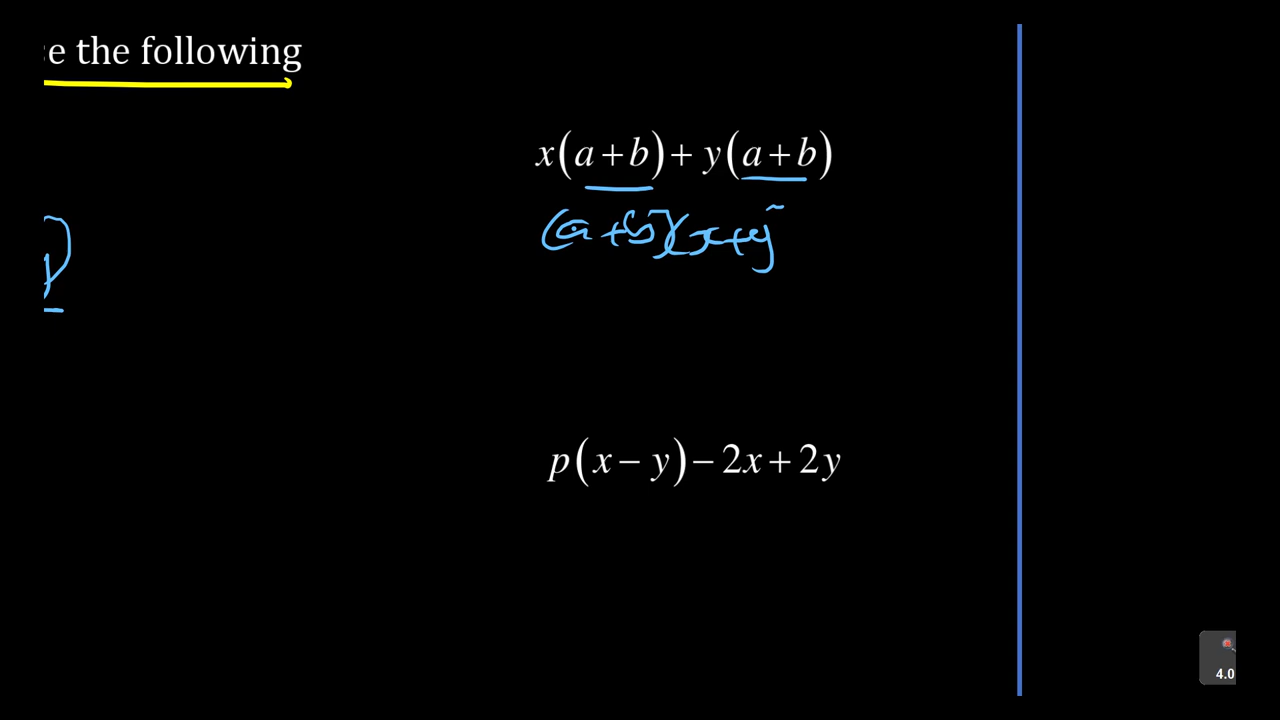 e the following
x(a+b)+y(a+b)
(a+b)(x+y
p(x−y)−2x+2y
4.0